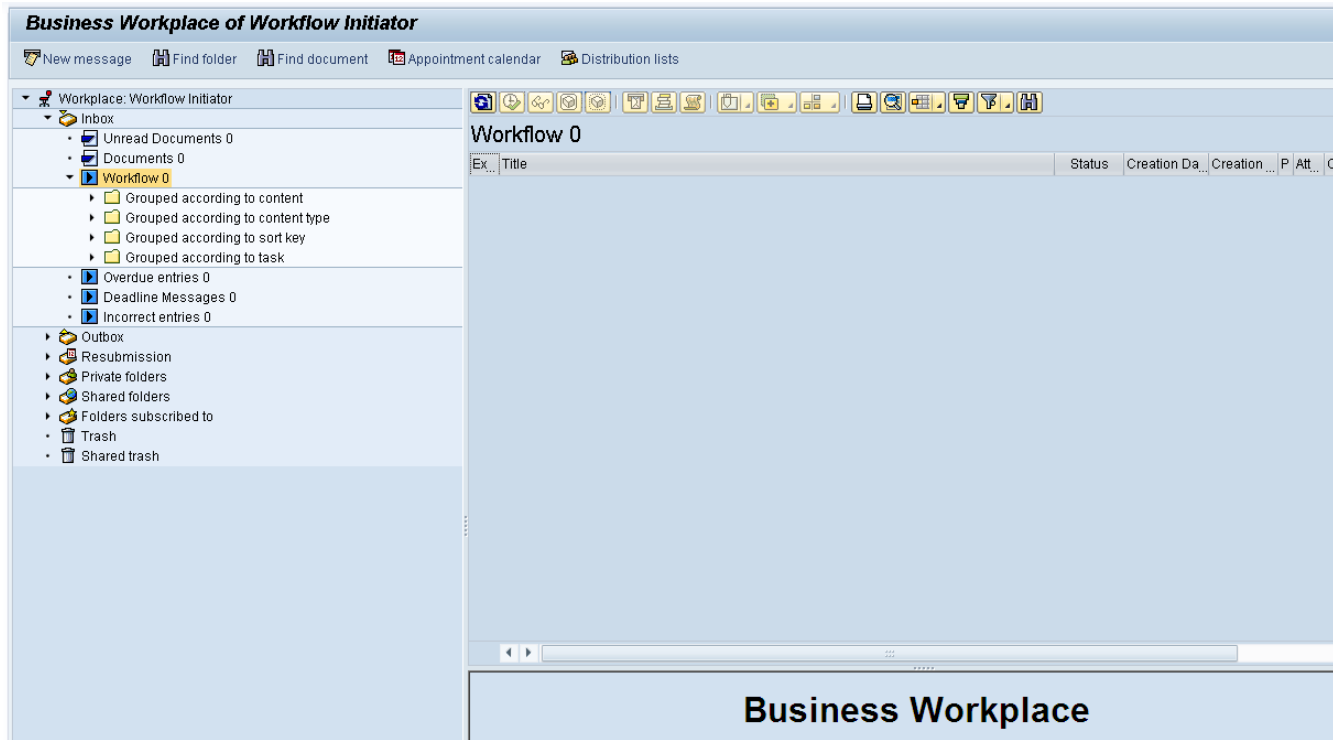 Business Workplace of Workflow Initiator
New message Find folder Find document Appointment calendar Distribution lists
Workplace: Workflow Initiator
Inbox
Unread Documents 0
Documents 0
Workflow 0
Grouped according to content
Grouped according to content type
Grouped according to sort key
Grouped according to task
Overdue entries 0
Deadline Messages 0
Incorrect entries 0
Outbox
Resubmission
Private folders
Shared folders
Folders subscribed to
Trash
Shared trash
Workflow 0
Ex... Title Status Creation Da... Creation ... P Att...
Business Workplace